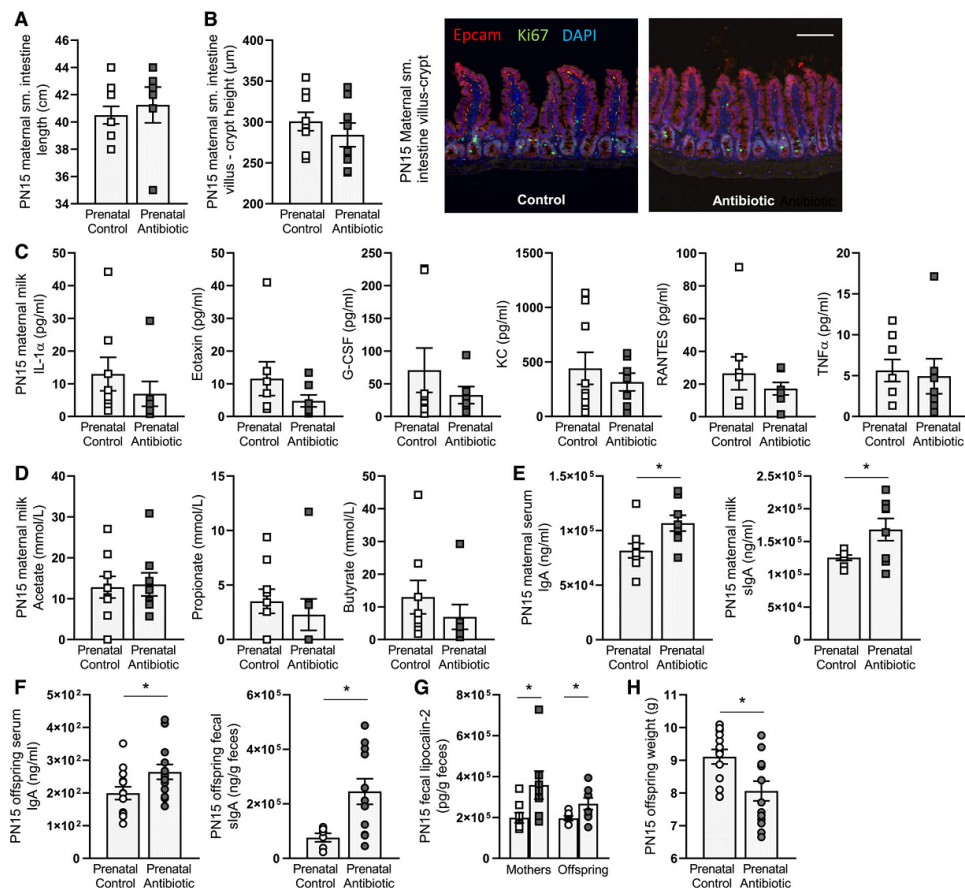 A
PN15 maternal sm. intestine
length (cm)
44
42
40
38
36
34
Prenatal Prenatal
Control Antibiotic
B
PN15 maternal sm. intestine
villus - crypt height (µm)
400
350
300
250
200
Prenatal Prenatal
Control Antibiotic
PN15 Maternal sm.
intestine villus-crypt
Epcam Ki67 DAPI
Control
Antibiotic Antibiotic
C
PN15 maternal milk
IL-1α (pg/ml)
50
40
30
20
10
0
Prenatal Prenatal
Control Antibiotic
Eotaxin (pg/ml)
50
40
30
20
10
0
Prenatal Prenatal
Control Antibiotic
G-CSF (pg/ml)
250
200
150
100
50
0
Prenatal Prenatal
Control Antibiotic
KC (pg/ml)
1500
1000
500
0
Prenatal Prenatal
Control Antibiotic
RANTES (pg/ml)
100
80
60
40
20
0
Prenatal Prenatal
Control Antibiotic
TNFα (pg/ml)
20
15
10
5
0
Prenatal Prenatal
Control Antibiotic
D
PN15 maternal milk
Acetate (mmol/L)
40
30
20
10
0
Prenatal Prenatal
Control Antibiotic
Propionate (mmol/L)
15
10
5
0
Prenatal Prenatal
Control Antibiotic
Butyrate (mmol/L)
50
40
30
20
10
0
Prenatal Prenatal
Control Antibiotic
E
PN15 maternal serum
IgA (ng/ml)
1.5×10⁵
1×10⁵
5×10⁴
0
*
Prenatal Prenatal
Control Antibiotic
PN15 maternal milk
sIgA (ng/ml)
2.5×10⁵
2×10⁵
1.5×10⁵
1×10⁵
5×10⁴
0
*
Prenatal Prenatal
Control Antibiotic
F
PN15 offspring serum
IgA (ng/ml)
5×10²
4×10²
3×10²
2×10²
1×10²
0
*
Prenatal Prenatal
Control Antibiotic
PN15 offspring fecal
sIgA (ng/g feces)
6×10⁵
4×10⁵
2×10⁵
0
*
Prenatal Prenatal
Control Antibiotic
G
PN15 fecal lipocalin-2
(pg/g feces)
8×10⁵
6×10⁵
4×10⁵
2×10⁵
0
* *
Mothers Offspring
H
PN15 offspring weight (g)
11
10
9
8
7
6
*
Prenatal Prenatal
Control Antibiotic